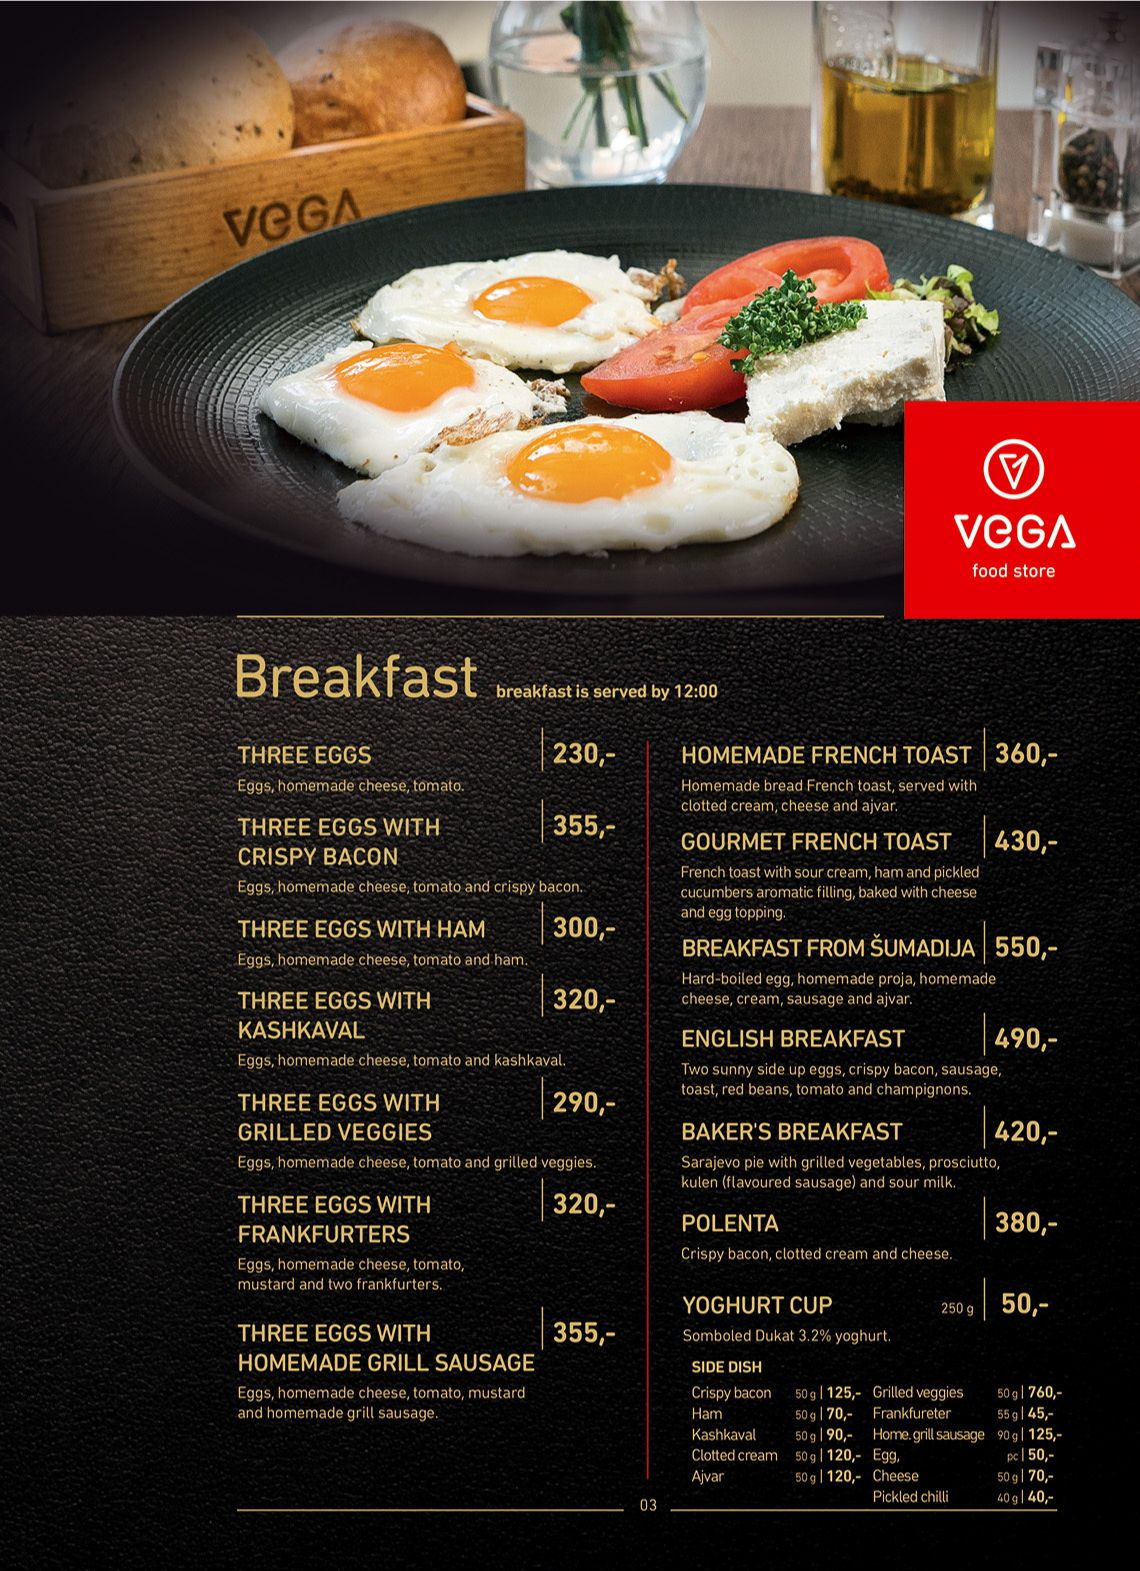 VEGA
VEGA
food store
Breakfast breakfast is served by 12:00
THREE EGGS 230,-
Eggs, homemade cheese, tomato.
THREE EGGS WITH 355,-
CRISPY BACON
Eggs, homemade cheese, tomato and crispy bacon.
THREE EGGS WITH HAM 300,-
Eggs, homemade cheese, tomato and ham.
THREE EGGS WITH 320,-
KASHKAVAL
Eggs, homemade cheese, tomato and kashkaval.
THREE EGGS WITH 290,-
GRILLED VEGGIES
Eggs, homemade cheese, tomato and grilled veggies.
THREE EGGS WITH 320,-
FRANKFURTERS
Eggs, homemade cheese, tomato,
mustard and two frankfurters.
THREE EGGS WITH 355,-
HOMEMADE GRILL SAUSAGE
Eggs, homemade cheese, tomato, mustard
and homemade grill sausage.
HOMEMADE FRENCH TOAST 360,-
Homemade bread French toast, served with
clotted cream, cheese and ajvar.
GOURMET FRENCH TOAST 430,-
French toast with sour cream, ham and pickled
cucumbers aromatic filling, baked with cheese
and egg topping.
BREAKFAST FROM ŠUMADIJA 550,-
Hard-boiled egg, homemade proja, homemade
cheese, cream, sausage and ajvar.
ENGLISH BREAKFAST 490,-
Two sunny side up eggs, crispy bacon, sausage,
toast, red beans, tomato and champignons.
BAKER'S BREAKFAST 420,-
Sarajevo pie with grilled vegetables, prosciutto,
kulen (flavoured sausage) and sour milk.
POLENTA 380,-
Crispy bacon, clotted cream and cheese.
YOGHURT CUP 250 g 50,-
Somboled Dukat 3.2% yoghurt.
SIDE DISH
Crispy bacon 50 g | 125,-
Ham 50 g | 70,-
Kashkaval 50 g | 90,-
Clotted cream 50 g | 120,-
Ajvar 50 g | 120,-
Grilled veggies 50 g | 760,-
Frankfureter 55 g | 45,-
Home. grill sausage 90 g | 125,-
Egg, pc | 50,-
Cheese 50 g | 70,-
Pickled chilli 40 g | 40,-
03